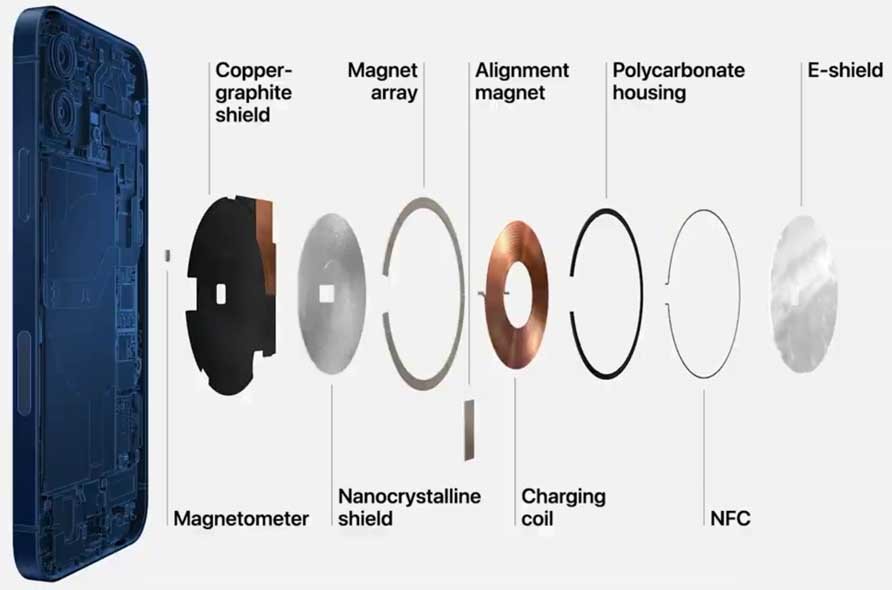 Copper-
graphite
shield
Magnet
array
Alignment
magnet
Polycarbonate
housing
E-shield
Magnetometer
Nanocrystalline
shield
Charging
coil
NFC